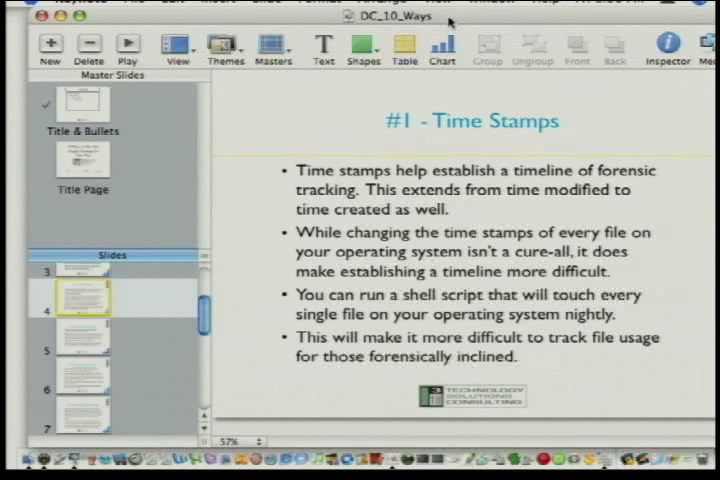 DC_10_Ways
New
Delete
Play
View
Themes
Masters
Text
Shapes
Table
Chart
Group
Ungroup
Front
Back
Inspector
Master Slides
Title & Bullets
Title Page
Slides
3
4
5
6
7
#1 - Time Stamps
• Time stamps help establish a timeline of forensic
tracking. This extends from time modified to
time created as well.
• While changing the time stamps of every file on
your operating system isn't a cure-all, it does
make establishing a timeline more difficult.
• You can run a shell script that will touch every
single file on your operating system nightly.
• This will make it more difficult to track file usage
for those forensically inclined.
TECHNOLOGY
SOLUTIONS
CONSULTING
57%